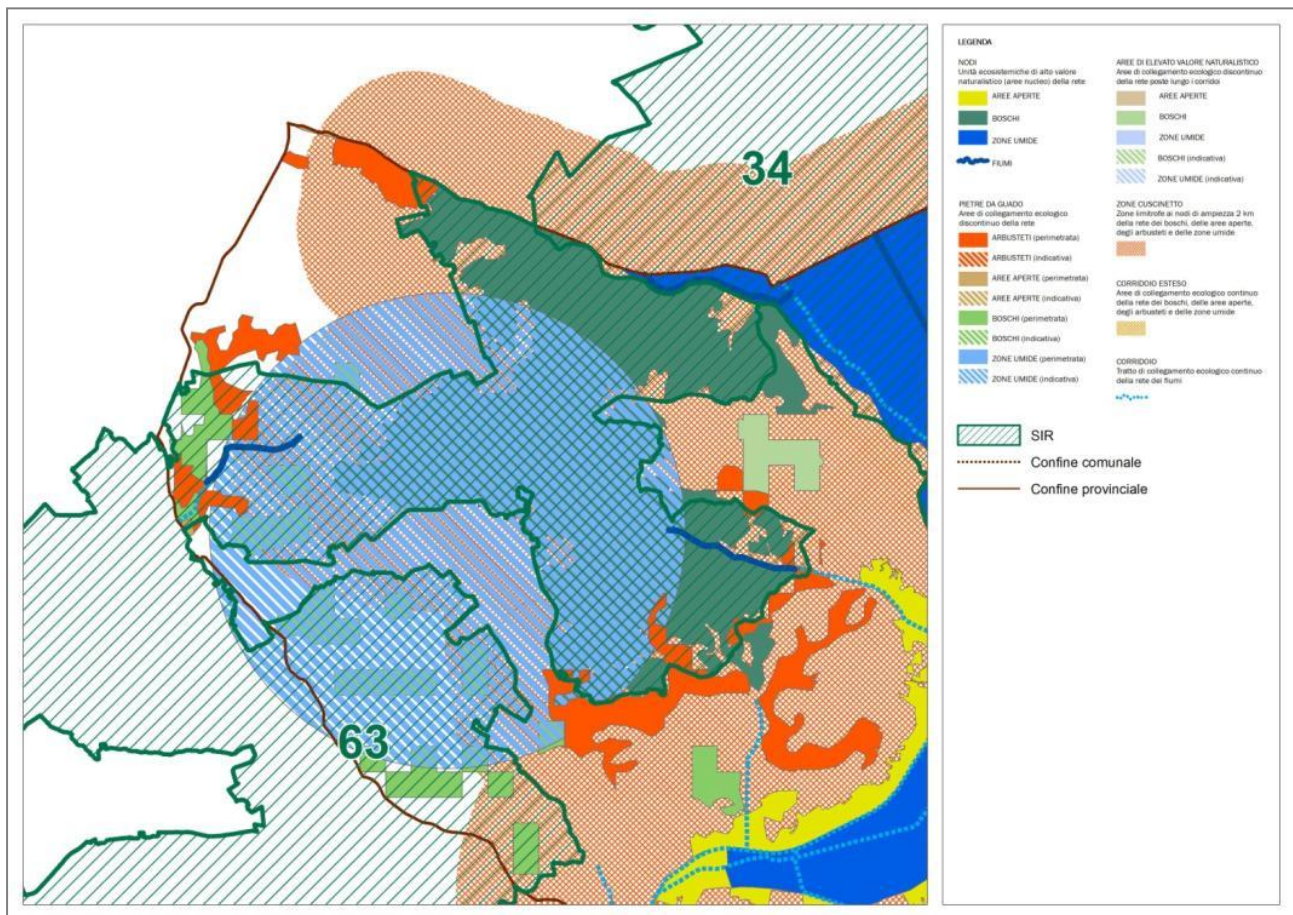 34
63
LEGENDA
NODI
Unità ecosistemiche di alto valore
naturalistico (aree nucleo) della rete:
AREE APERTE
BOSCHI
ZONE UMIDE
FIUMI
PIETRE DA GUADO
Aree di collegamento ecologico
discontinuo della rete
ARBUSTETI (perimetrata)
ARBUSTETI (indicativa)
AREE APERTE (perimetrata)
AREE APERTE (indicativa)
BOSCHI (perimetrata)
BOSCHI (indicativa)
ZONE UMIDE (perimetrata)
ZONE UMIDE (indicativa)
AREE DI ELEVATO VALORE NATURALISTICO
Aree di collegamento ecologico discontinuo
della rete poste lungo i corridoi
AREE APERTE
BOSCHI
ZONE UMIDE
BOSCHI (indicativa)
ZONE UMIDE (indicativa)
ZONE CUSCINETTO
Zone limitrofe ai nodi di ampiezza 2 km
della rete dei boschi, delle aree aperte,
degli arbusteti e delle zone umide
CORRIDOIO ESTESO
Aree di collegamento ecologico continuo
della rete dei boschi, delle aree aperte,
degli arbusteti e delle zone umide
CORRIDOIO
Tratto di collegamento ecologico continuo
della rete dei fiumi
SIR
Confine comunale
Confine provinciale